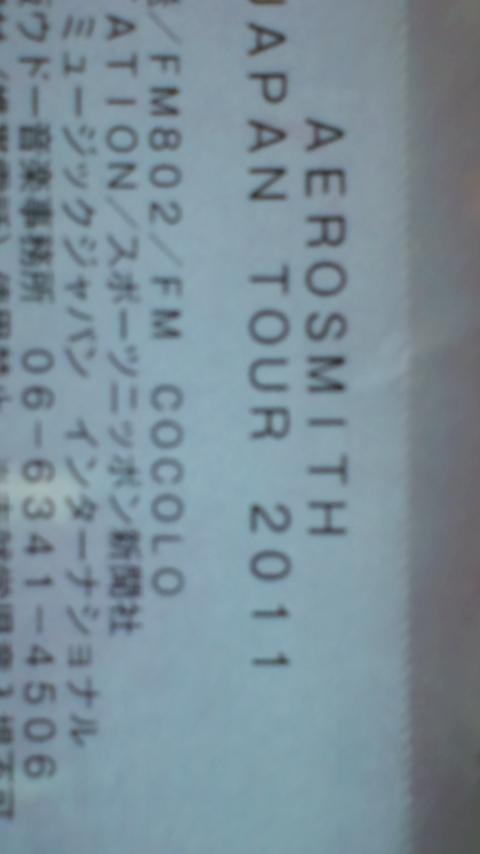 AEROSMITH
JAPAN TOUR 2011
/FM802/FM COCOLO
ATION/スポーツニッポン新聞社
ミュージックジャパン インターナショナル
ウドー音楽事務所 06-6341-4506